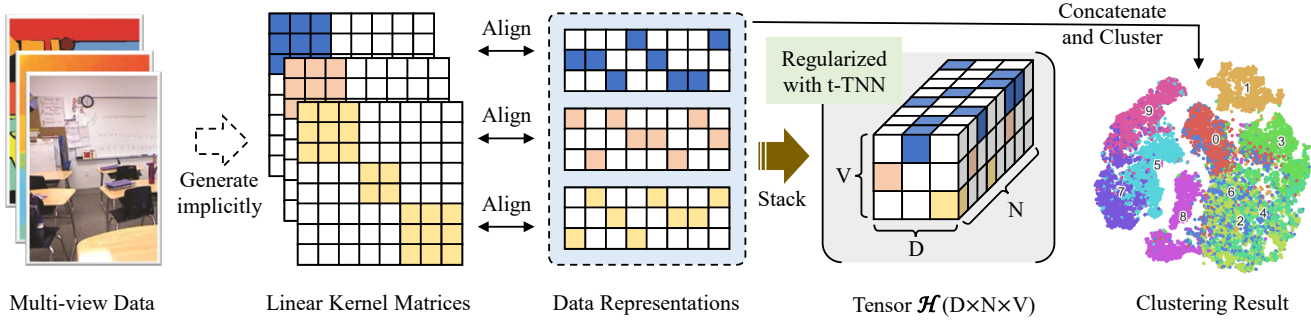 Concatenate
and Cluster
Align
Align
Align
Regularized
with t-TNN
Generate
implicitly
Stack
V
D
N
0
1
2
3
4
5
6
7
8
9
Multi-view Data
Linear Kernel Matrices
Data Representations
Tensor 𝓗 (D×N×V)
Clustering Result